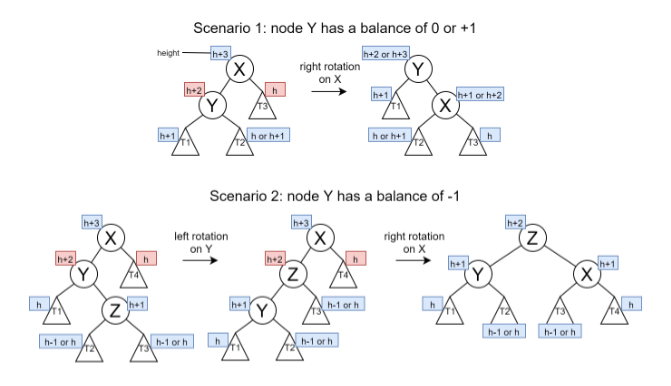 Scenario 1: node Y has a balance of 0 or +1
height
h+3
X
h+2
Y
h
T3
h+1
T1
T2
h or h+1
right rotation
on X
h+2 or h+3
Y
h+1
T1
X
h+1 or h+2
h or h+1
T2
T3
h
Scenario 2: node Y has a balance of -1
h+3
X
h+2
Y
h
T4
h
T1
Z
h+1
h-1 or h
T2
T3
h-1 or h
left rotation
on Y
h+3
X
h+2
Z
h
T4
h+1
Y
T3
h-1 or h
h
T1
T2
h-1 or h
right rotation
on X
h+2
Z
h+1
Y
X
h+1
h
T1
T2
h-1 or h
T3
h-1 or h
T4
h